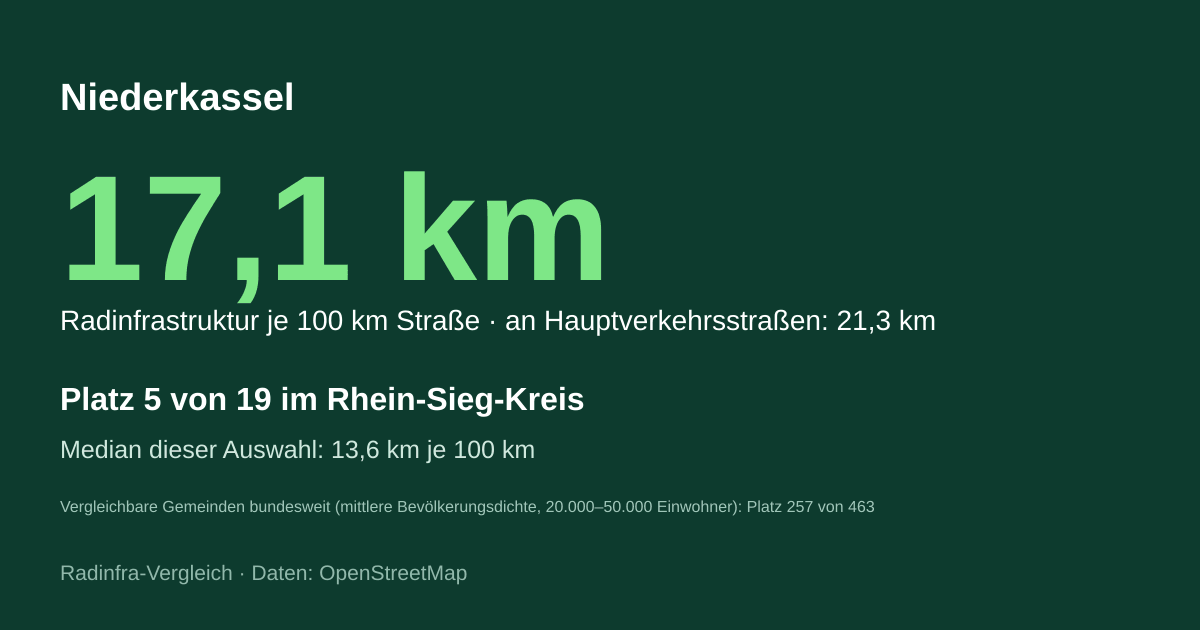 Niederkassel
17,1 km
Radinfrastruktur je 100 km Straße · an Hauptverkehrsstraßen: 21,3 km
Platz 5 von 19 im Rhein-Sieg-Kreis
Median dieser Auswahl: 13,6 km je 100 km
Vergleichbare Gemeinden bundesweit (mittlere Bevölkerungsdichte, 20.000–50.000 Einwohner): Platz 257 von 463
Radinfra-Vergleich · Daten: OpenStreetMap